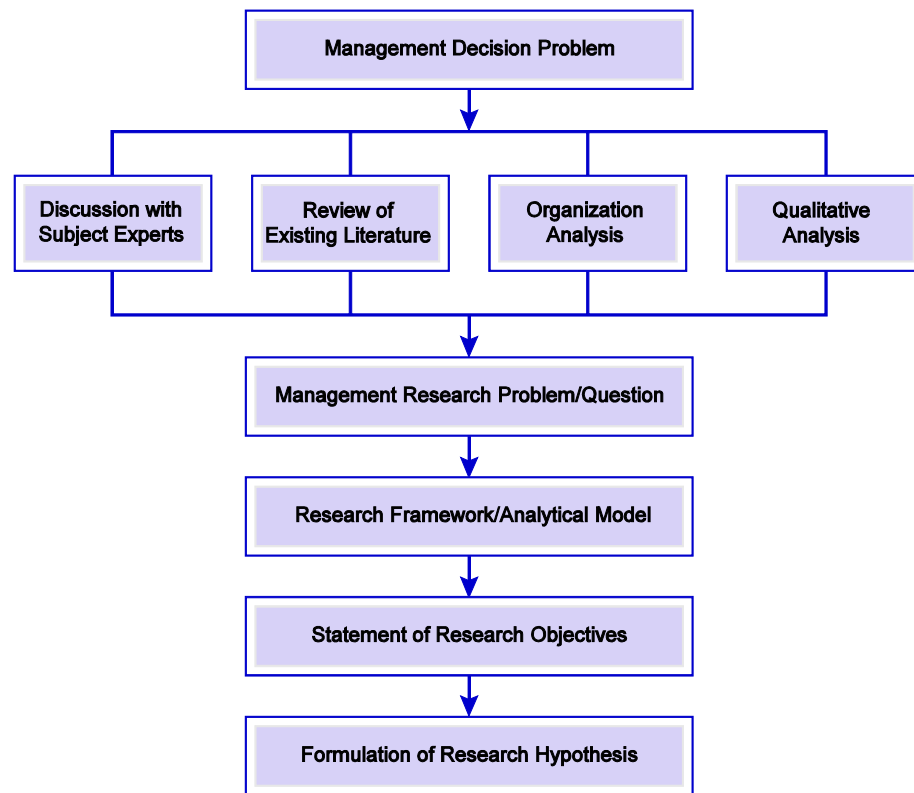 Management Decision Problem
Discussion with
Subject Experts
Review of
Existing Literature
Organization
Analysis
Qualitative
Analysis
Management Research Problem/Question
Research Framework/Analytical Model
Statement of Research Objectives
Formulation of Research Hypothesis